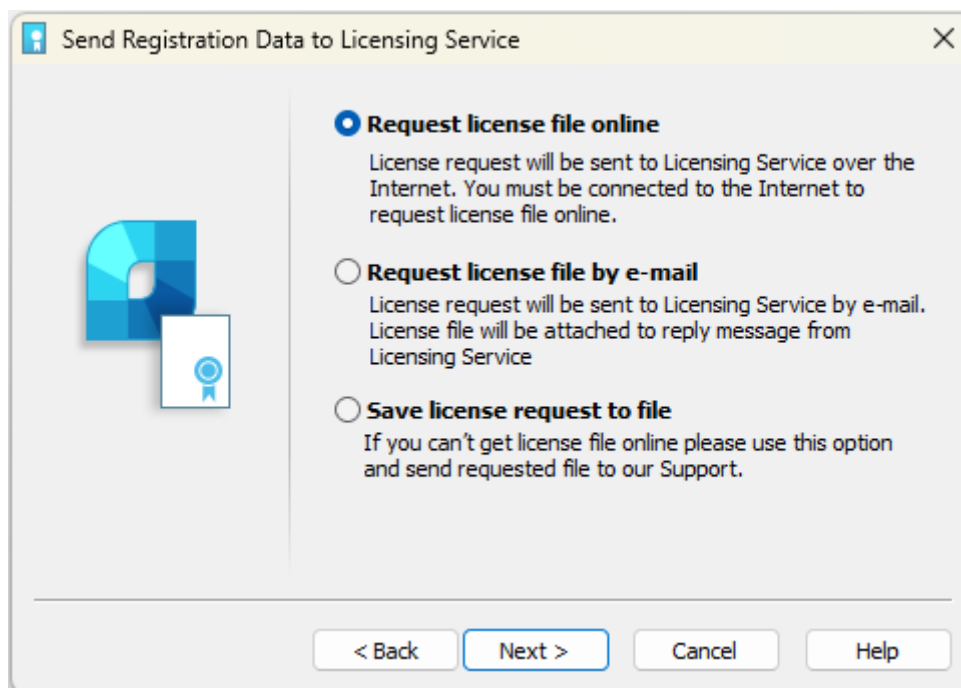 Send Registration Data to Licensing Service
Request license file online
License request will be sent to Licensing Service over the
Internet. You must be connected to the Internet to
request license file online.
Request license file by e-mail
License request will be sent to Licensing Service by e-mail.
License file will be attached to reply message from
Licensing Service
Save license request to file
If you can't get license file online please use this option
and send requested file to our Support.
< Back
Next >
Cancel
Help